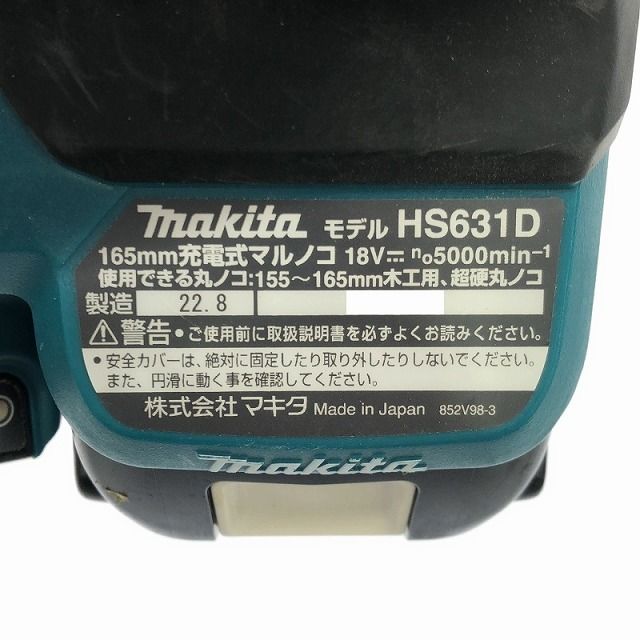 makita モデル HS631D
165mm充電式マルノコ 18V⎓ n₀5000min⁻¹
使用できる丸ノコ:155～165mm木工用、超硬丸ノコ
製造 22.8
⚠警告・ご使用前に取扱説明書を必ずよくお読みください。
・安全カバーは、絶対に固定したり取り外したりしないでください。
また、円滑に動く事を確認してください。
株式会社マキタ Made in Japan 852V98-3
makita